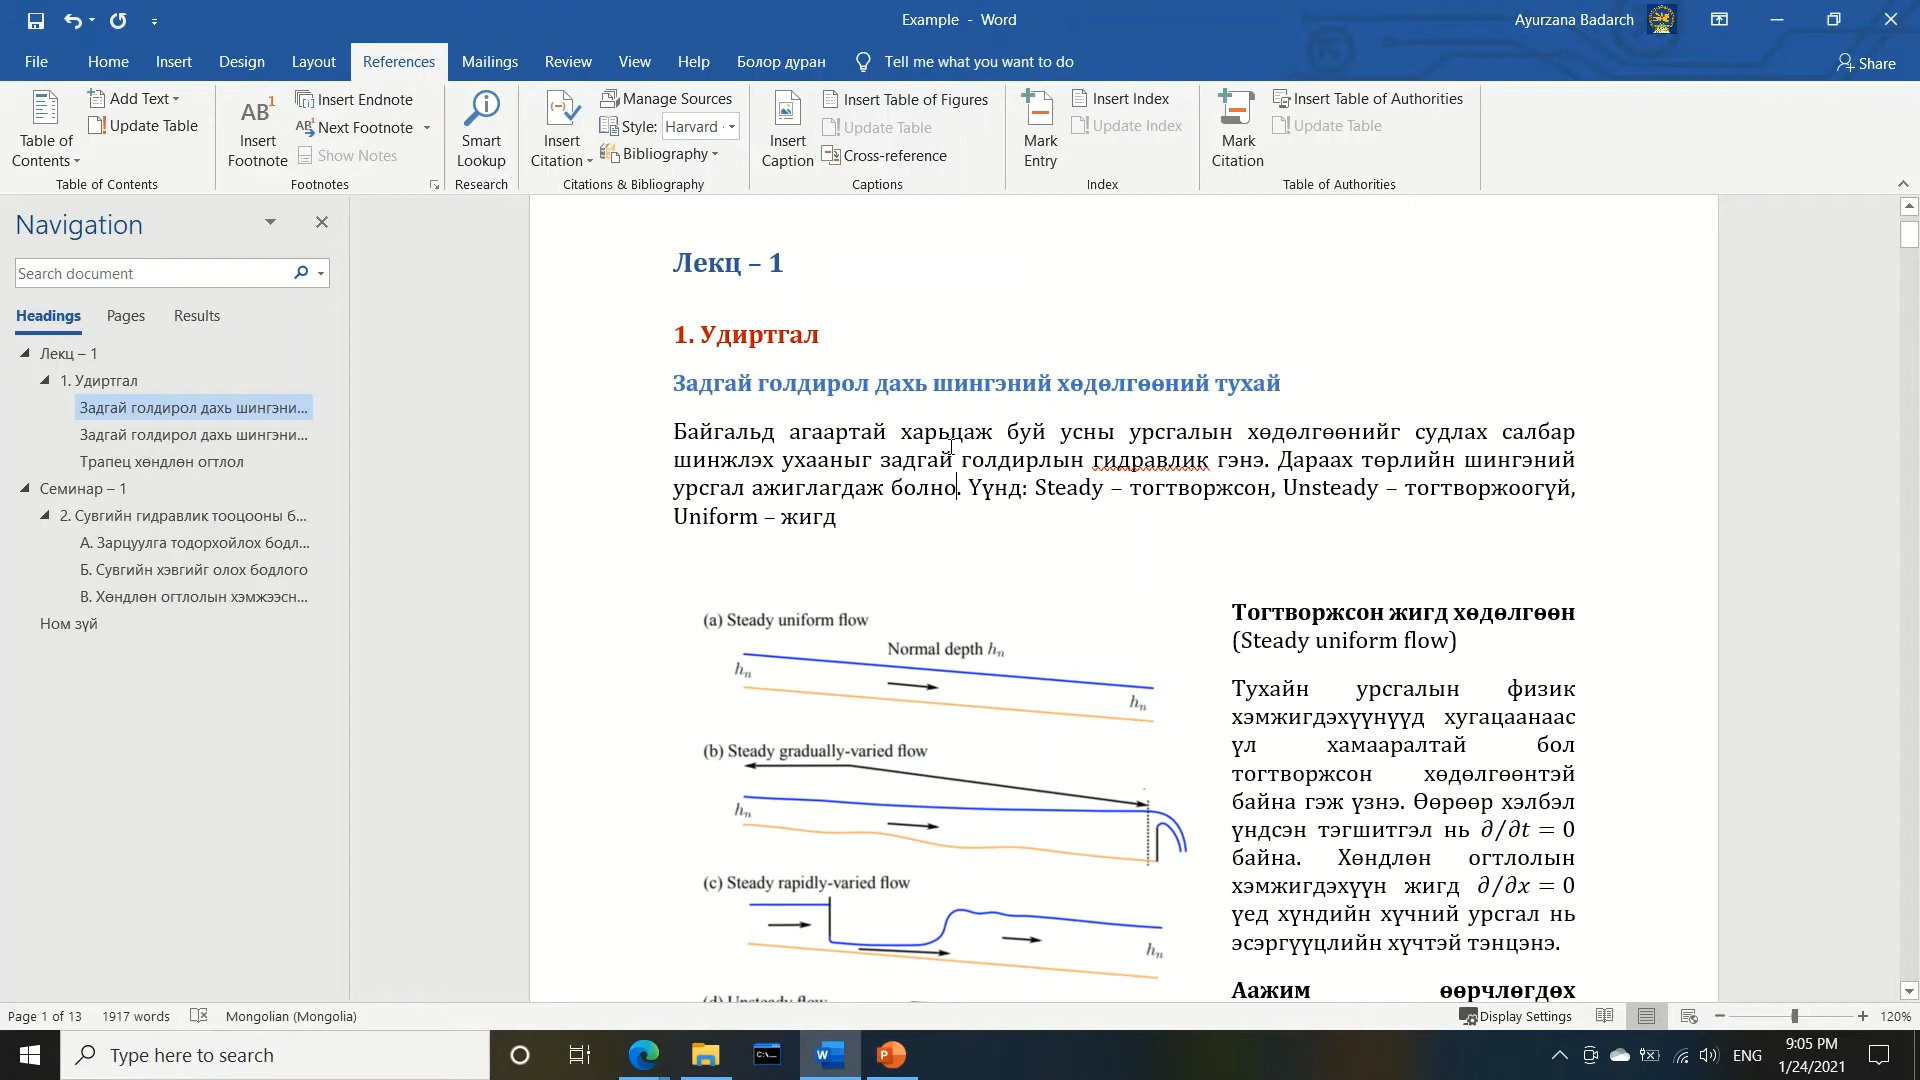 Example - Word
Ayurzana Badarch
File Home Insert Design Layout References Mailings Review View Help Болор дуран Tell me what you want to do
Share
Table of Contents
Add Text
Update Table
Table of Contents
AB1
Insert Footnote
Insert Endnote
Next Footnote
Show Notes
Footnotes
Smart Lookup
Research
Insert Citation
Manage Sources
Style: Harvard
Bibliography
Citations & Bibliography
Insert Caption
Insert Table of Figures
Update Table
Cross-reference
Captions
Mark Entry
Insert Index
Update Index
Index
Mark Citation
Insert Table of Authorities
Update Table
Table of Authorities
Navigation
Search document
Headings Pages Results
Лекц – 1
1. Удиртгал
Задгай голдирол дахь шингэни...
Задгай голдирол дахь шингэни...
Трапец хөндлөн огтлол
Семинар – 1
2. Сувгийн гидравлик тооцооны б...
А. Зарцуулга тодорхойлох бодл...
Б. Сувгийн хэвгийг олох бодлого
В. Хөндлөн огтлолын хэмжээсн...
Ном зүй
Лекц – 1
1. Удиртгал
Задгай голдирол дахь шингэний хөдөлгөөний тухай
Байгальд агаартай харьцаж буй усны урсгалын хөдөлгөөнийг судлах салбар
шинжлэх ухааныг задгай голдирлын гидравлик гэнэ. Дараах төрлийн шингэний
урсгал ажиглагдаж болно. Үүнд: Steady – тогтворжсон, Unsteady – тогтворжоогүй,
Uniform – жигд
(a) Steady uniform flow
Normal depth hn
hn
hn
(b) Steady gradually-varied flow
hn
(c) Steady rapidly-varied flow
hn
(d) Unsteady flow
Тогтворжсон жигд хөдөлгөөн
(Steady uniform flow)
Тухайн урсгалын физик
хэмжигдэхүүнүүд хугацаанаас
үл хамааралтай бол
тогтворжсон хөдөлгөөнтэй
байна гэж үзнэ. Өөрөөр хэлбэл
үндсэн тэгшитгэл нь ∂/∂t = 0
байна. Хөндлөн огтлолын
хэмжигдэхүүн жигд ∂/∂x = 0
үед хүндийн хүчний урсгал нь
эсэргүүцлийн хүчтэй тэнцэнэ.
Аажим өөрчлөгдөх
Page 1 of 13 1917 words Mongolian (Mongolia)
Display Settings
120%
Type here to search
ENG
9:05 PM
1/24/2021